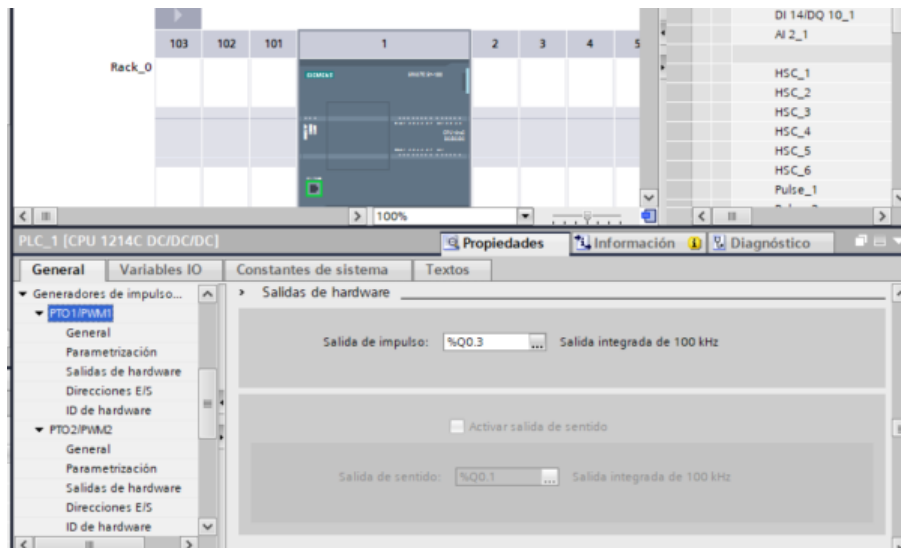 DI 14/DQ 10_1
AI 2_1
103 102 101 1 2 3 4 5
Rack_0
SIEMENS
HSC_1
HSC_2
HSC_3
HSC_4
HSC_5
HSC_6
Pulse_1
100%
PLC_1 [CPU 1214C DC/DC/DC]
Propiedades
Información
Diagnóstico
General
Variables IO
Constantes de sistema
Textos
Generadores de impulso...
PTO1/PWM1
General
Parametrización
Salidas de hardware
Direcciones E/S
ID de hardware
PTO2/PWM2
General
Parametrización
Salidas de hardware
Direcciones E/S
ID de hardware
Salidas de hardware
Salida de impulso: %Q0.3 ... Salida integrada de 100 kHz
Activar salida de sentido
Salida de sentido: %Q0.1 ... Salida integrada de 100 kHz